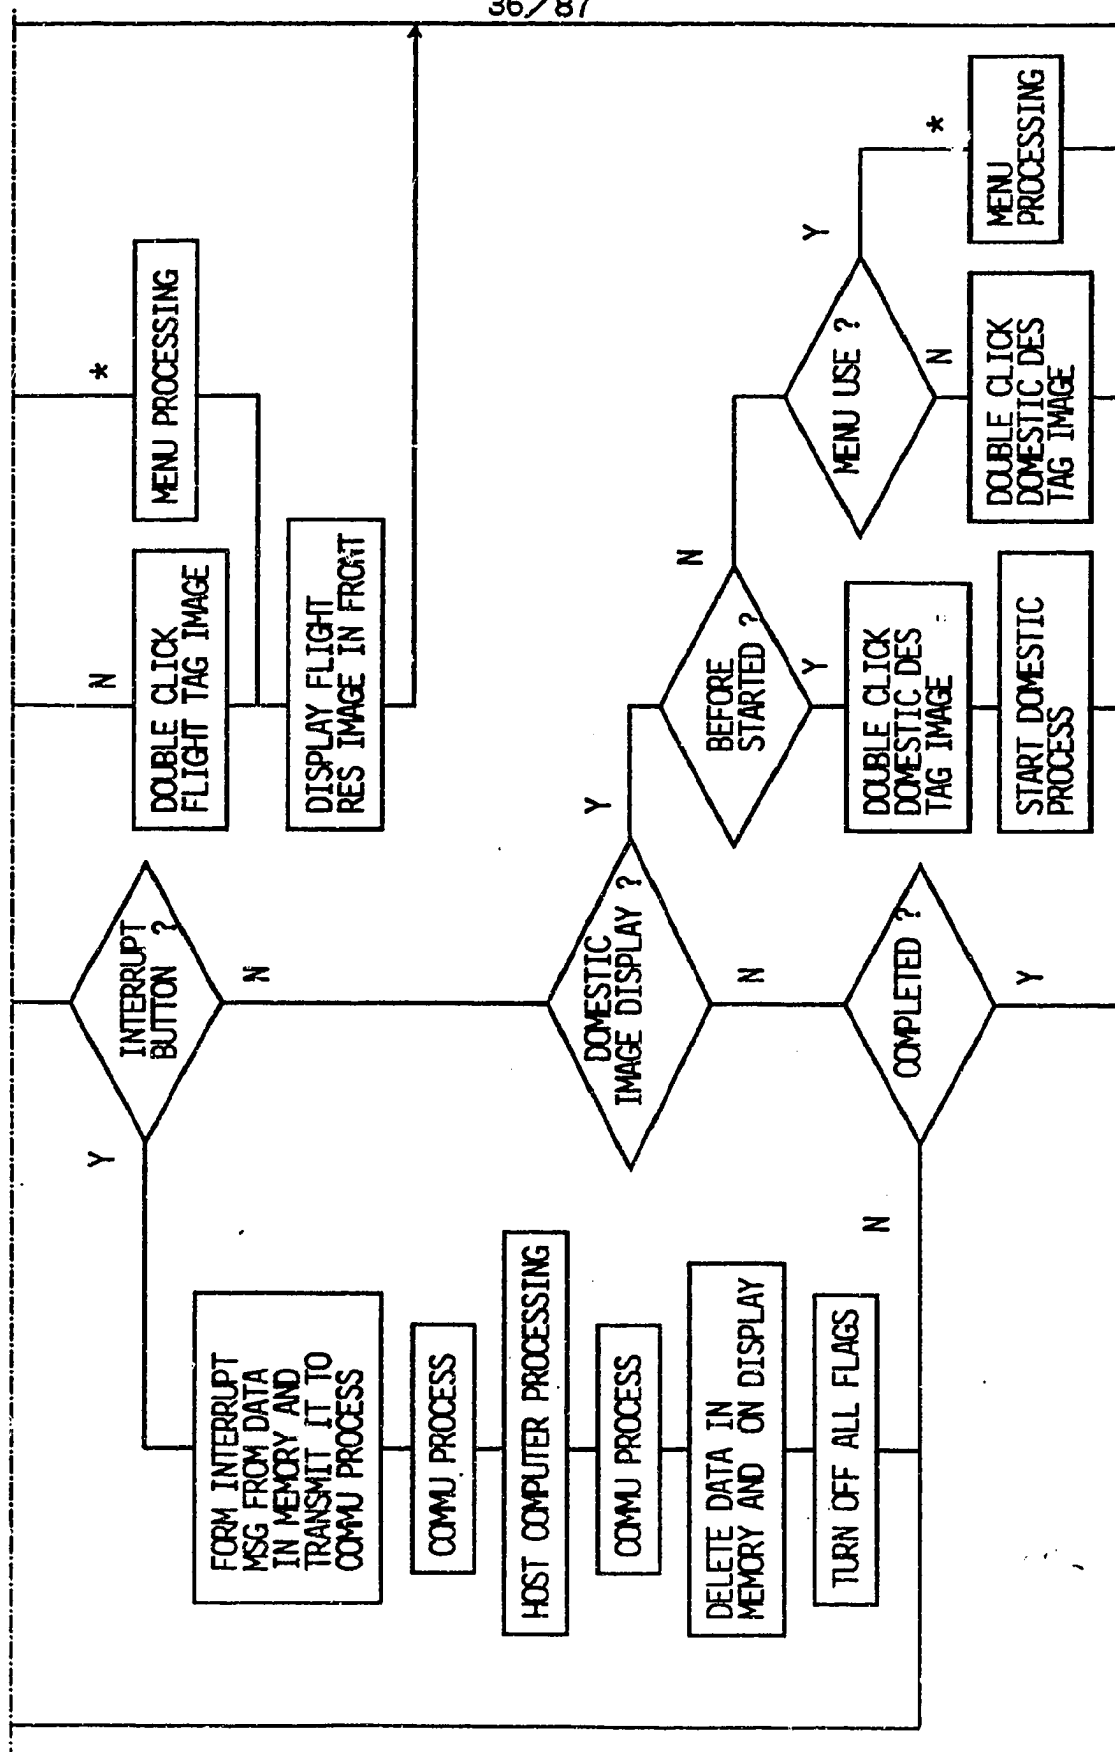 36/87
INTERRUPT
BUTTON ?
Y
N
N
DOUBLE CLICK
FLIGHT TAG IMAGE
*
MENU PROCESSING
DISPLAY FLIGHT
RES IMAGE IN FRONT
FORM INTERRUPT
MSG FROM DATA
IN MEMORY AND
TRANSMIT IT TO
COMMU PROCESS
COMMU PROCESS
HOST COMPUTER PROCESSING
COMMU PROCESS
DELETE DATA IN
MEMORY AND ON DISPLAY
TURN OFF ALL FLAGS
DOMESTIC
IMAGE DISPLAY ?
Y
N
BEFORE
STARTED ?
N
Y
MENU USE ?
Y
N
*
COMPLETED ?
N
Y
DOUBLE CLICK
DOMESTIC DES
TAG IMAGE
START DOMESTIC
PROCESS
DOUBLE CLICK
DOMESTIC DES
TAG IMAGE
MENU
PROCESSING